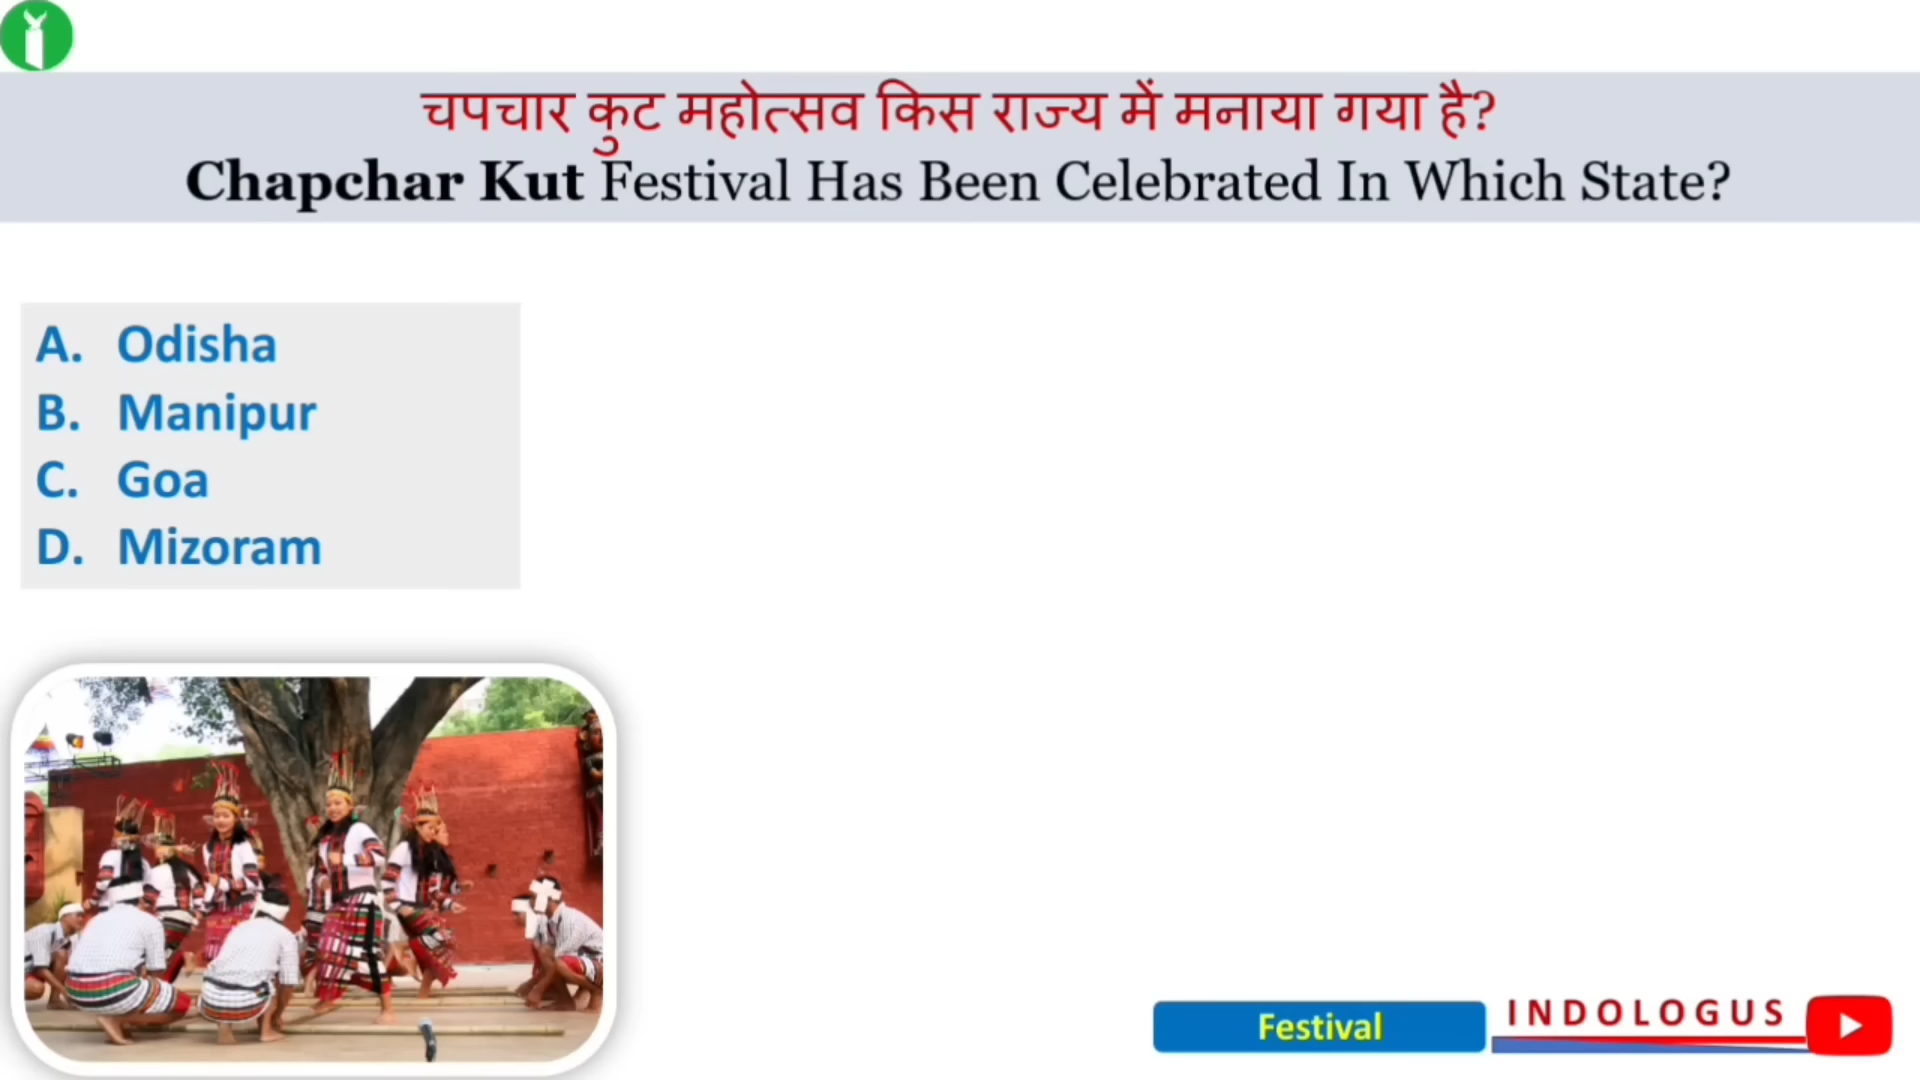 चपचार कुट महोत्सव किस राज्य में मनाया गया है?
Chapchar Kut Festival Has Been Celebrated In Which State?
A. Odisha
B. Manipur
C. Goa
D. Mizoram
Festival
INDOLOGUS